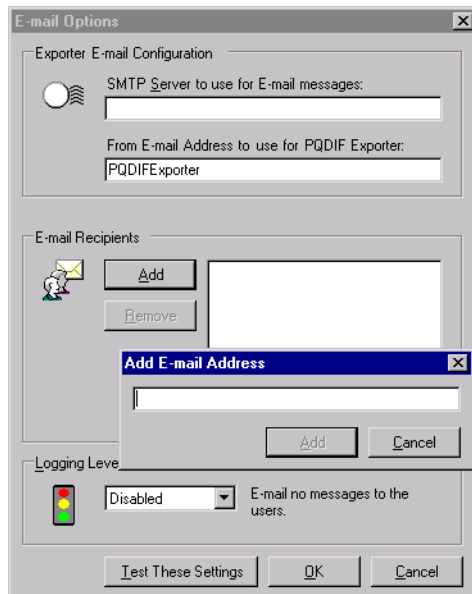 E-mail Options
Exporter E-mail Configuration
SMTP Server to use for E-mail messages:
From E-mail Address to use for PQDIF Exporter:
PQDIFExporter
E-mail Recipients
Add
Remove
Add E-mail Address
Add
Cancel
Logging Leve
Disabled
E-mail no messages to the
users.
Test These Settings
OK
Cancel